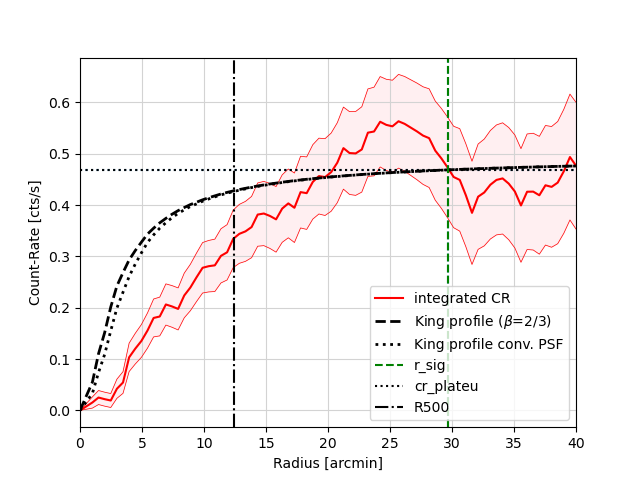 0.6
0.5
0.4
0.3
0.2
0.1
0.0
Count-Rate [cts/s]
integrated CR
King profile (β=2/3)
King profile conv. PSF
r_sig
cr_plateu
R500
0 5 10 15 20 25 30 35 40
Radius [arcmin]